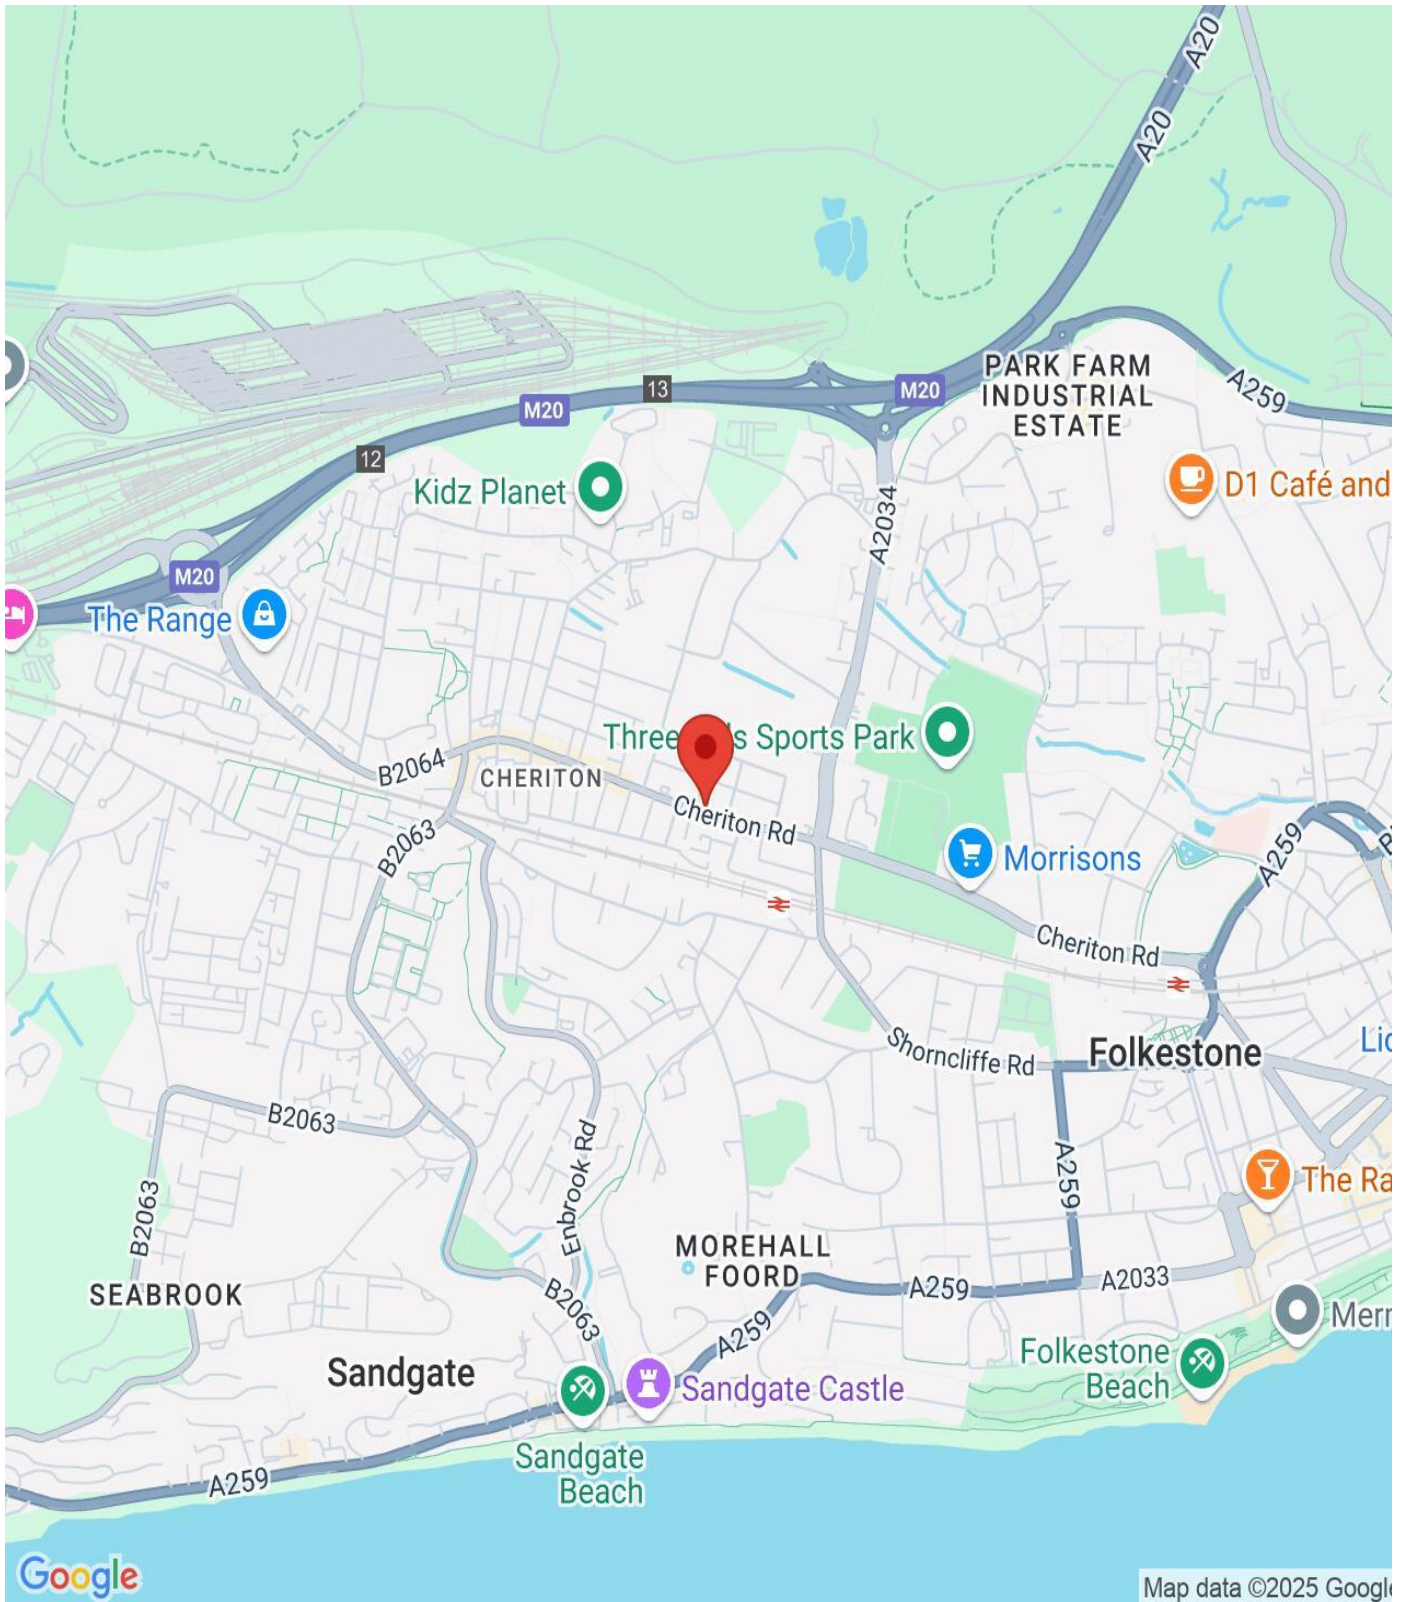 A20
A20
PARK FARM
INDUSTRIAL
ESTATE
A259
13
M20
M20
12
Kidz Planet
D1 Café and
A2034
M20
The Range
Three
s Sports Park
B2064
CHERITON
Cheriton Rd
B2063
Morrisons
A259
Cheriton Rd
Shorncliffe Rd
Folkestone
B2063
Enbrook Rd
A259
The Ra
B2063
MOREHALL
FOORD
SEABROOK
B2063
A259
A2033
A259
Mer
Sandgate
Folkestone
Beach
Sandgate Castle
Sandgate
Beach
A259
Google
Map data ©2025 Google